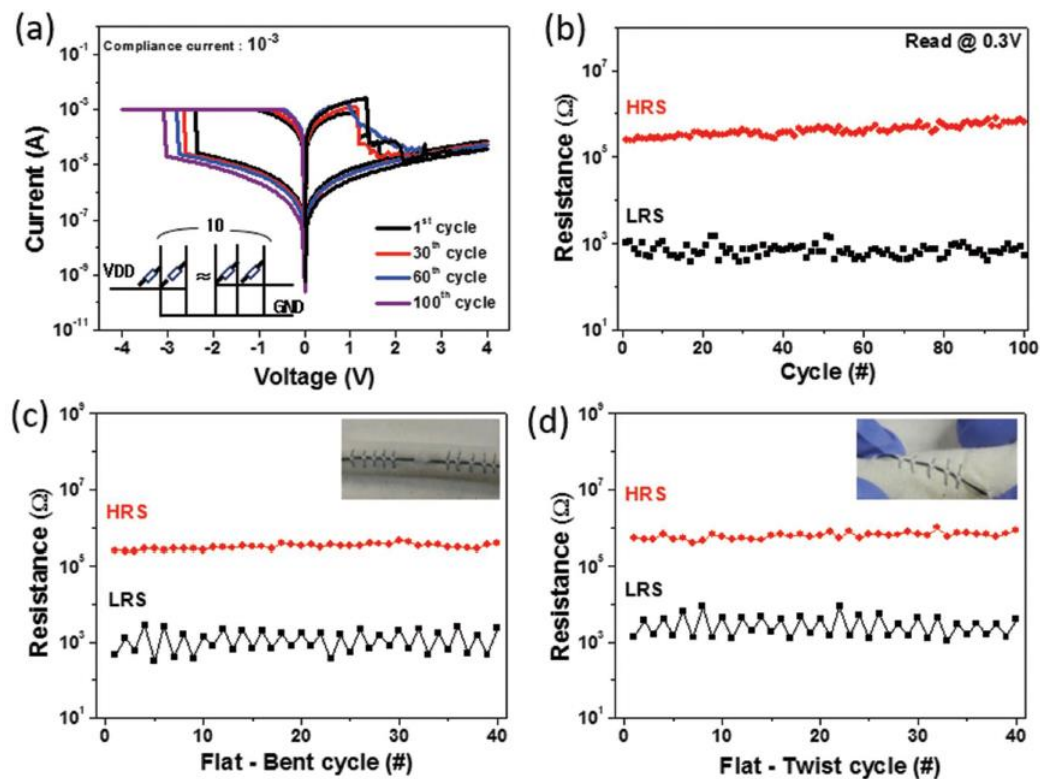 (a)
Compliance current : 10⁻³
10⁻¹
10⁻³
10⁻⁵
10⁻⁷
10⁻⁹
10⁻¹¹
Current (A)
10
VDD
≈
GND
1ˢᵗ cycle
30ᵗʰ cycle
60ᵗʰ cycle
100ᵗʰ cycle
-4 -3 -2 -1 0 1 2 3 4
Voltage (V)
(b)
Read @ 0.3V
10⁷
10⁵
10³
10¹
Resistance (Ω)
HRS
LRS
0 20 40 60 80 100
Cycle (#)
(c)
10⁹
10⁷
10⁵
10³
10¹
Resistance (Ω)
HRS
LRS
0 10 20 30 40
Flat - Bent cycle (#)
(d)
10⁹
10⁷
10⁵
10³
10¹
Resistance (Ω)
HRS
LRS
0 10 20 30 40
Flat - Twist cycle (#)